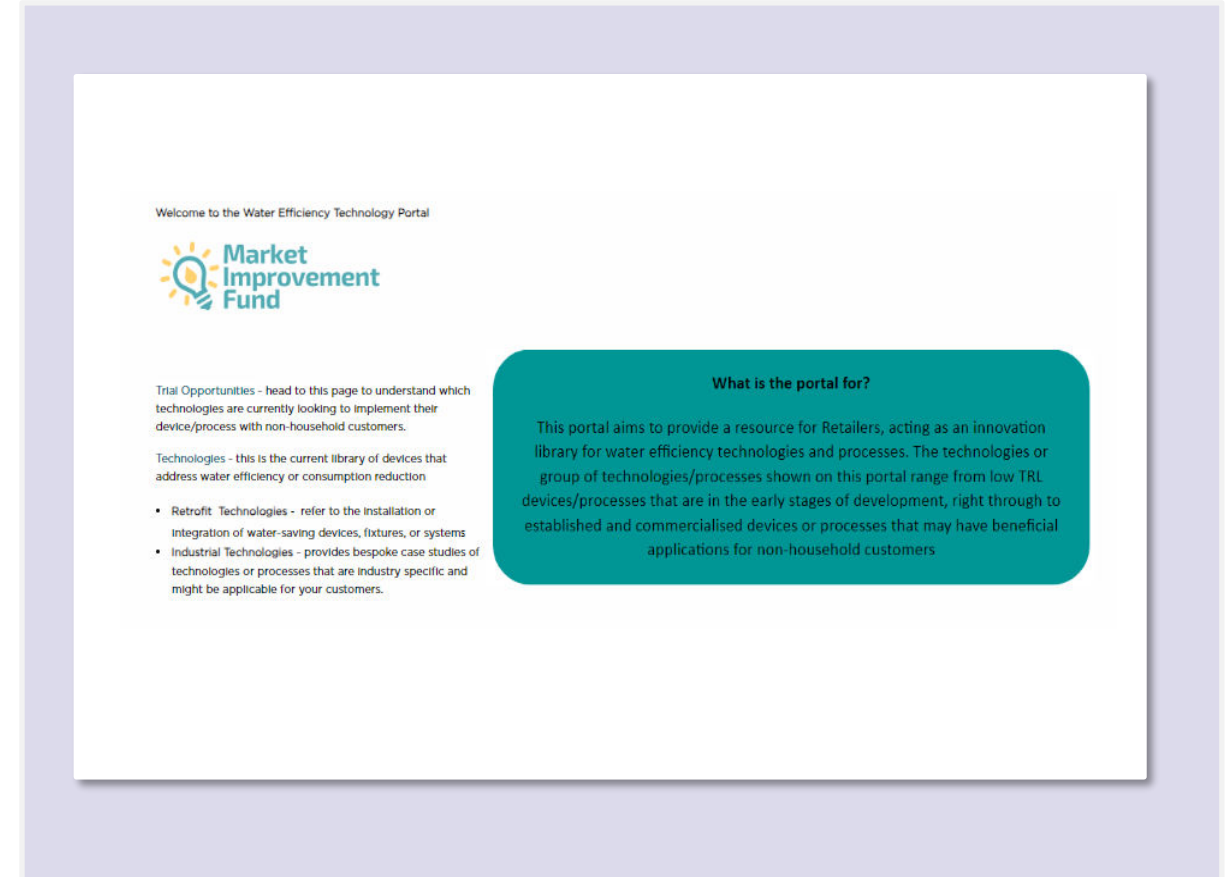 Welcome to the Water Efficiency Technology Portal
Market
Improvement
Fund
Trial Opportunities - head to this page to understand which
technologies are currently looking to implement their
device/process with non-household customers.
Technologies - this is the current library of devices that
address water efficiency or consumption reduction
• Retrofit Technologies - refer to the installation or
integration of water-saving devices, fixtures, or systems
• Industrial Technologies - provides bespoke case studies of
technologies or processes that are industry specific and
might be applicable for your customers.
What is the portal for?
This portal aims to provide a resource for Retailers, acting as an innovation
library for water efficiency technologies and processes. The technologies or
group of technologies/processes shown on this portal range from low TRL
devices/processes that are in the early stages of development, right through to
established and commercialised devices or processes that may have beneficial
applications for non-household customers